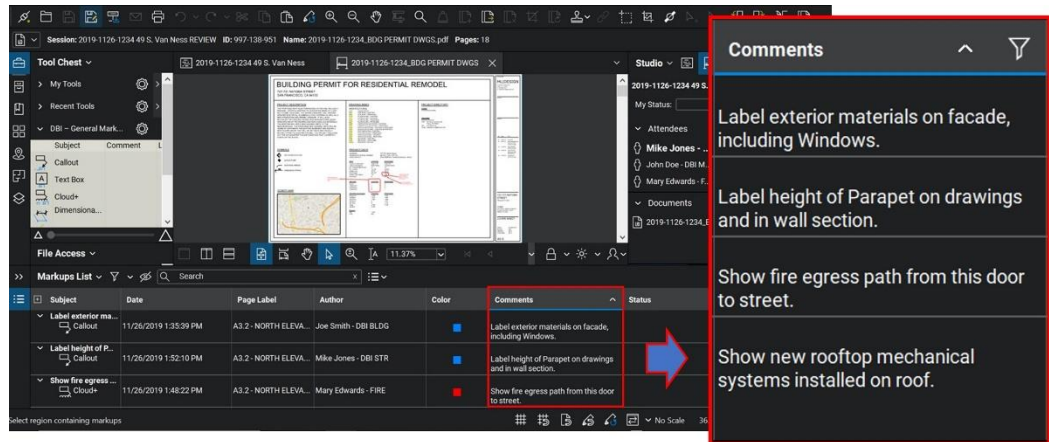 Session: 2019-1126-1234 49 S. Van Ness REVIEW ID: 997-138-951 Name: 2019-1126-1234_BDG PERMIT DWGS.pdf Pages: 18
Tool Chest
2019-1126-1234 49 S. Van Ness
2019-1126-1234_BDG PERMIT DWGS
Studio
My Tools
Recent Tools
DBI – General Mark...
Subject Comment L
Callout
Text Box
Cloud+
Dimensiona...
BUILDING PERMIT FOR RESIDENTIAL REMODEL
2019-1126-1234 49 S.
My Status:
Attendees
Mike Jones - ..
John Doe - DBI M..
Mary Edwards - F..
Documents
2019-1126-1234_E
File Access
11.37%
Markups List
Search
Subject Date Page Label Author Color Comments Status
Label exterior ma...
Callout 11/26/2019 1:35:39 PM A3.2 - NORTH ELEVA... Joe Smith - DBI BLDG Label exterior materials on facade,
including Windows.
Label height of P...
Callout 11/26/2019 1:52:10 PM A3.2 - NORTH ELEVA... Mike Jones - DBI STR Label height of Parapet on drawings
and in wall section.
Show fire egress ...
Cloud+ 11/26/2019 1:48:22 PM A3.2 - NORTH ELEVA... Mary Edwards - FIRE Show fire egress path from this door
to street.
Select region containing markups
No Scale 36
Comments
Label exterior materials on facade,
including Windows.
Label height of Parapet on drawings
and in wall section.
Show fire egress path from this door
to street.
Show new rooftop mechanical
systems installed on roof.